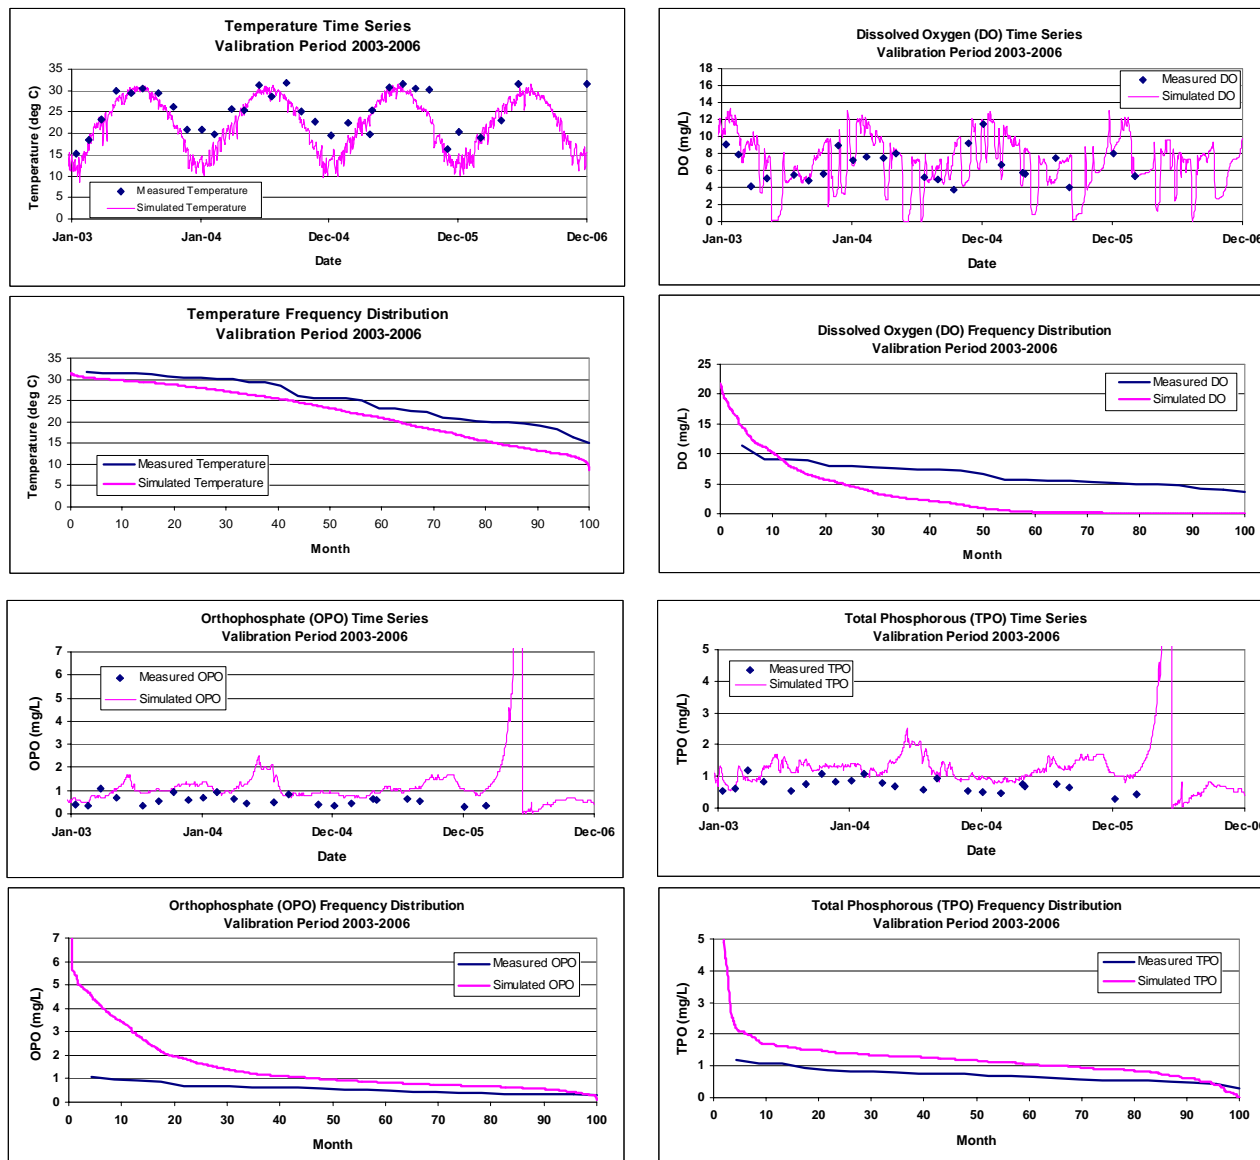 Temperature Time Series
Valibration Period 2003-2006
35
30
25
20
15
10
5
0
Temperature (deg C)
Measured Temperature
Simulated Temperature
Jan-03 Jan-04 Dec-04 Dec-05 Dec-06
Date
Dissolved Oxygen (DO) Time Series
Valibration Period 2003-2006
18
16
14
12
10
8
6
4
2
0
DO (mg/L)
Measured DO
Simulated DO
Jan-03 Jan-04 Dec-04 Dec-05 Dec-06
Date
Temperature Frequency Distribution
Valibration Period 2003-2006
35
30
25
20
15
10
5
0
Temperature (deg C)
Measured Temperature
Simulated Temperature
0 10 20 30 40 50 60 70 80 90 100
Month
Dissolved Oxygen (DO) Frequency Distribution
Valibration Period 2003-2006
25
20
15
10
5
0
DO (mg/L)
Measured DO
Simulated DO
0 10 20 30 40 50 60 70 80 90 100
Month
Orthophosphate (OPO) Time Series
Valibration Period 2003-2006
7
6
5
4
3
2
1
0
OPO (mg/L)
Measured OPO
Simulated OPO
Jan-03 Jan-04 Dec-04 Dec-05 Dec-06
Date
Total Phosphorous (TPO) Time Series
Valibration Period 2003-2006
5
4
3
2
1
0
TPO (mg/L)
Measured TPO
Simulated TPO
Jan-03 Jan-04 Dec-04 Dec-05 Dec-06
Date
Orthophosphate (OPO) Frequency Distribution
Valibration Period 2003-2006
7
6
5
4
3
2
1
0
OPO (mg/L)
Measured OPO
Simulated OPO
0 10 20 30 40 50 60 70 80 90 100
Month
Total Phosphorous (TPO) Frequency Distribution
Valibration Period 2003-2006
5
4
3
2
1
0
TPO (mg/L)
Measured TPO
Simulated TPO
0 10 20 30 40 50 60 70 80 90 100
Month